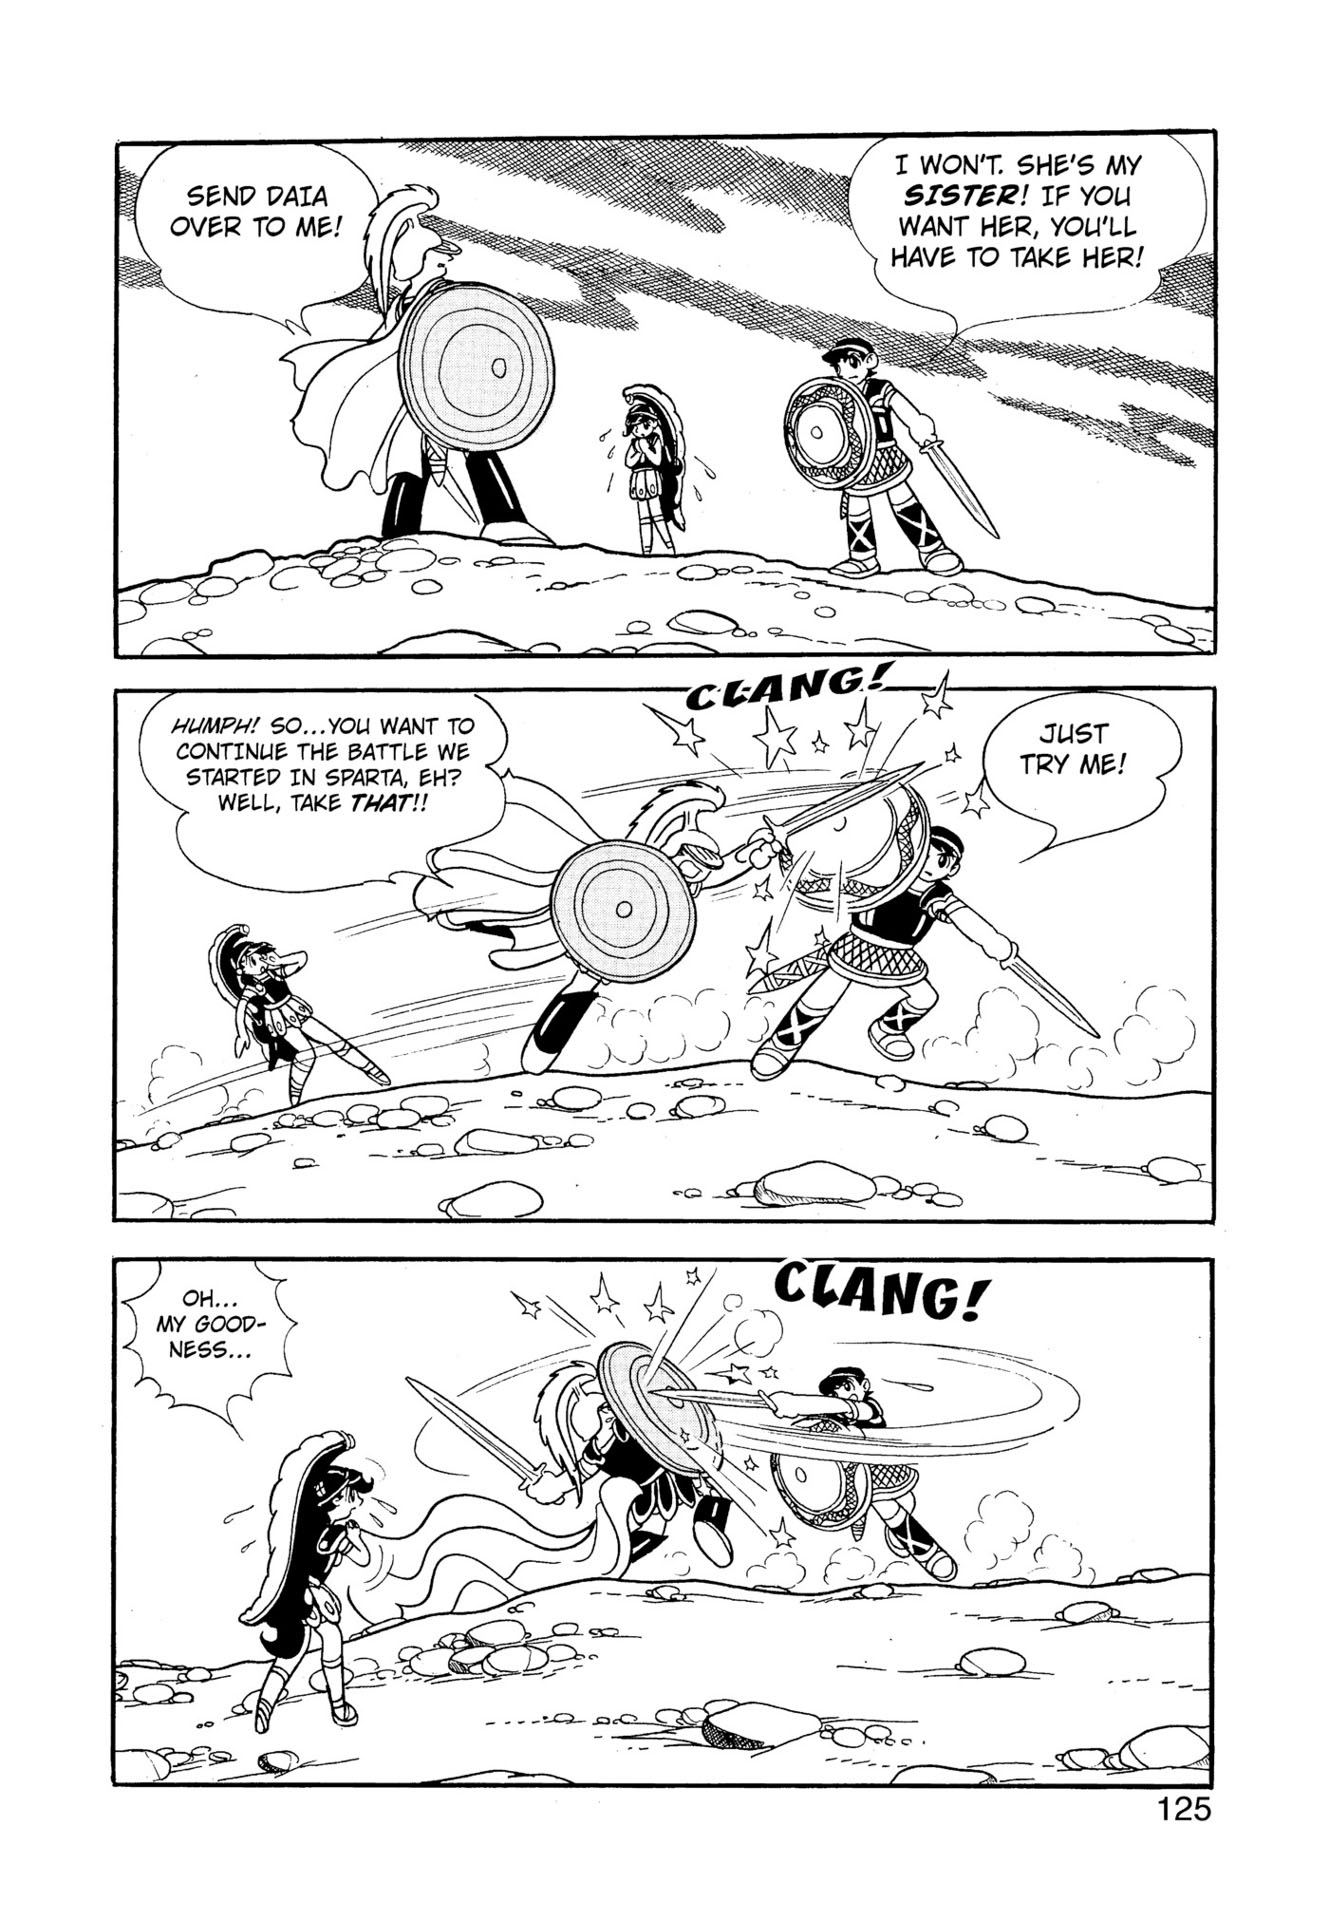 SEND DAIA
OVER TO ME!
I WON'T. SHE'S MY
SISTER! IF YOU
WANT HER, YOU'LL
HAVE TO TAKE HER!
CLANG!
HUMPH! SO...YOU WANT TO
CONTINUE THE BATTLE WE
STARTED IN SPARTA, EH?
WELL, TAKE THAT!!
JUST
TRY ME!
CLANG!
OH...
MY GOOD-
NESS...
125